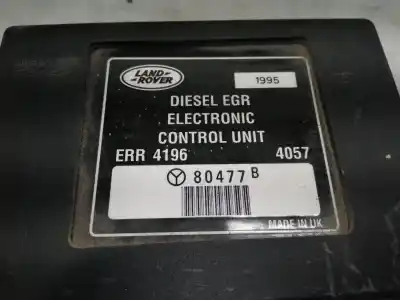 LAND
ROVER
1995
DIESEL EGR
ELECTRONIC
CONTROL UNIT
ERR 4196 4057
80477 B
MADE IN UK